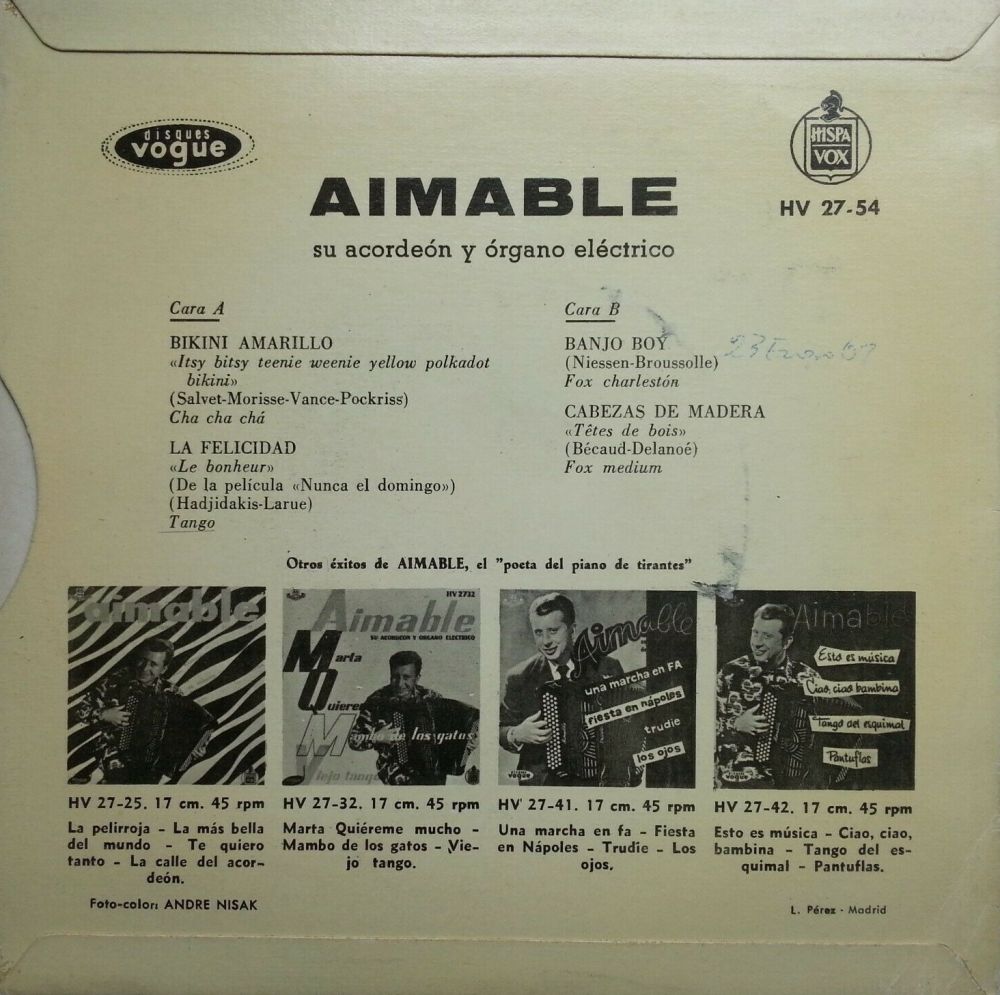 disques
vogue
HISPA
VOX
AIMABLE
HV 27-54
su acordeón y órgano eléctrico
Cara A
BIKINI AMARILLO
«Itsy bitsy teenie weenie yellow polkadot
bikini»
(Salvet-Morisse-Vance-Pockriss)
Cha cha chá
LA FELICIDAD
«Le bonheur»
(De la película «Nunca el domingo»)
(Hadjidakis-Larue)
Tango
Cara B
BANJO BOY
(Niessen-Broussolle)
Fox charlestón
CABEZAS DE MADERA
«Têtes de bois»
(Bécaud-Delanoé)
Fox medium
Otros éxitos de AIMABLE, el "poeta del piano de tirantes"
aimable
HV 2732
Aimable
SU ACORDEON Y ORGANO ELECTRICO
Marta
Quiere
Mambo de los gatos
Viejo tango
Aimable
una marcha en FA
fiesta en nápoles
trudie
los ojos
vogue
Aimable
Esto es música
Ciao, ciao bambina
Tango del esquimal
Pantuflas
HV 27-25. 17 cm. 45 rpm
La pelirroja - La más bella
del mundo - Te quiero
tanto - La calle del acor-
deón.
HV 27-32. 17 cm. 45 rpm
Marta Quiéreme mucho -
Mambo de los gatos - Vie-
jo tango.
HV 27-41. 17 cm. 45 rpm
Una marcha en fa - Fiesta
en Nápoles - Trudie - Los
ojos.
HV 27-42. 17 cm. 45 rpm
Esto es música - Ciao, ciao,
bambina - Tango del es-
quimal - Pantuflas.
Foto-color: ANDRE NISAK
L. Pérez - Madrid